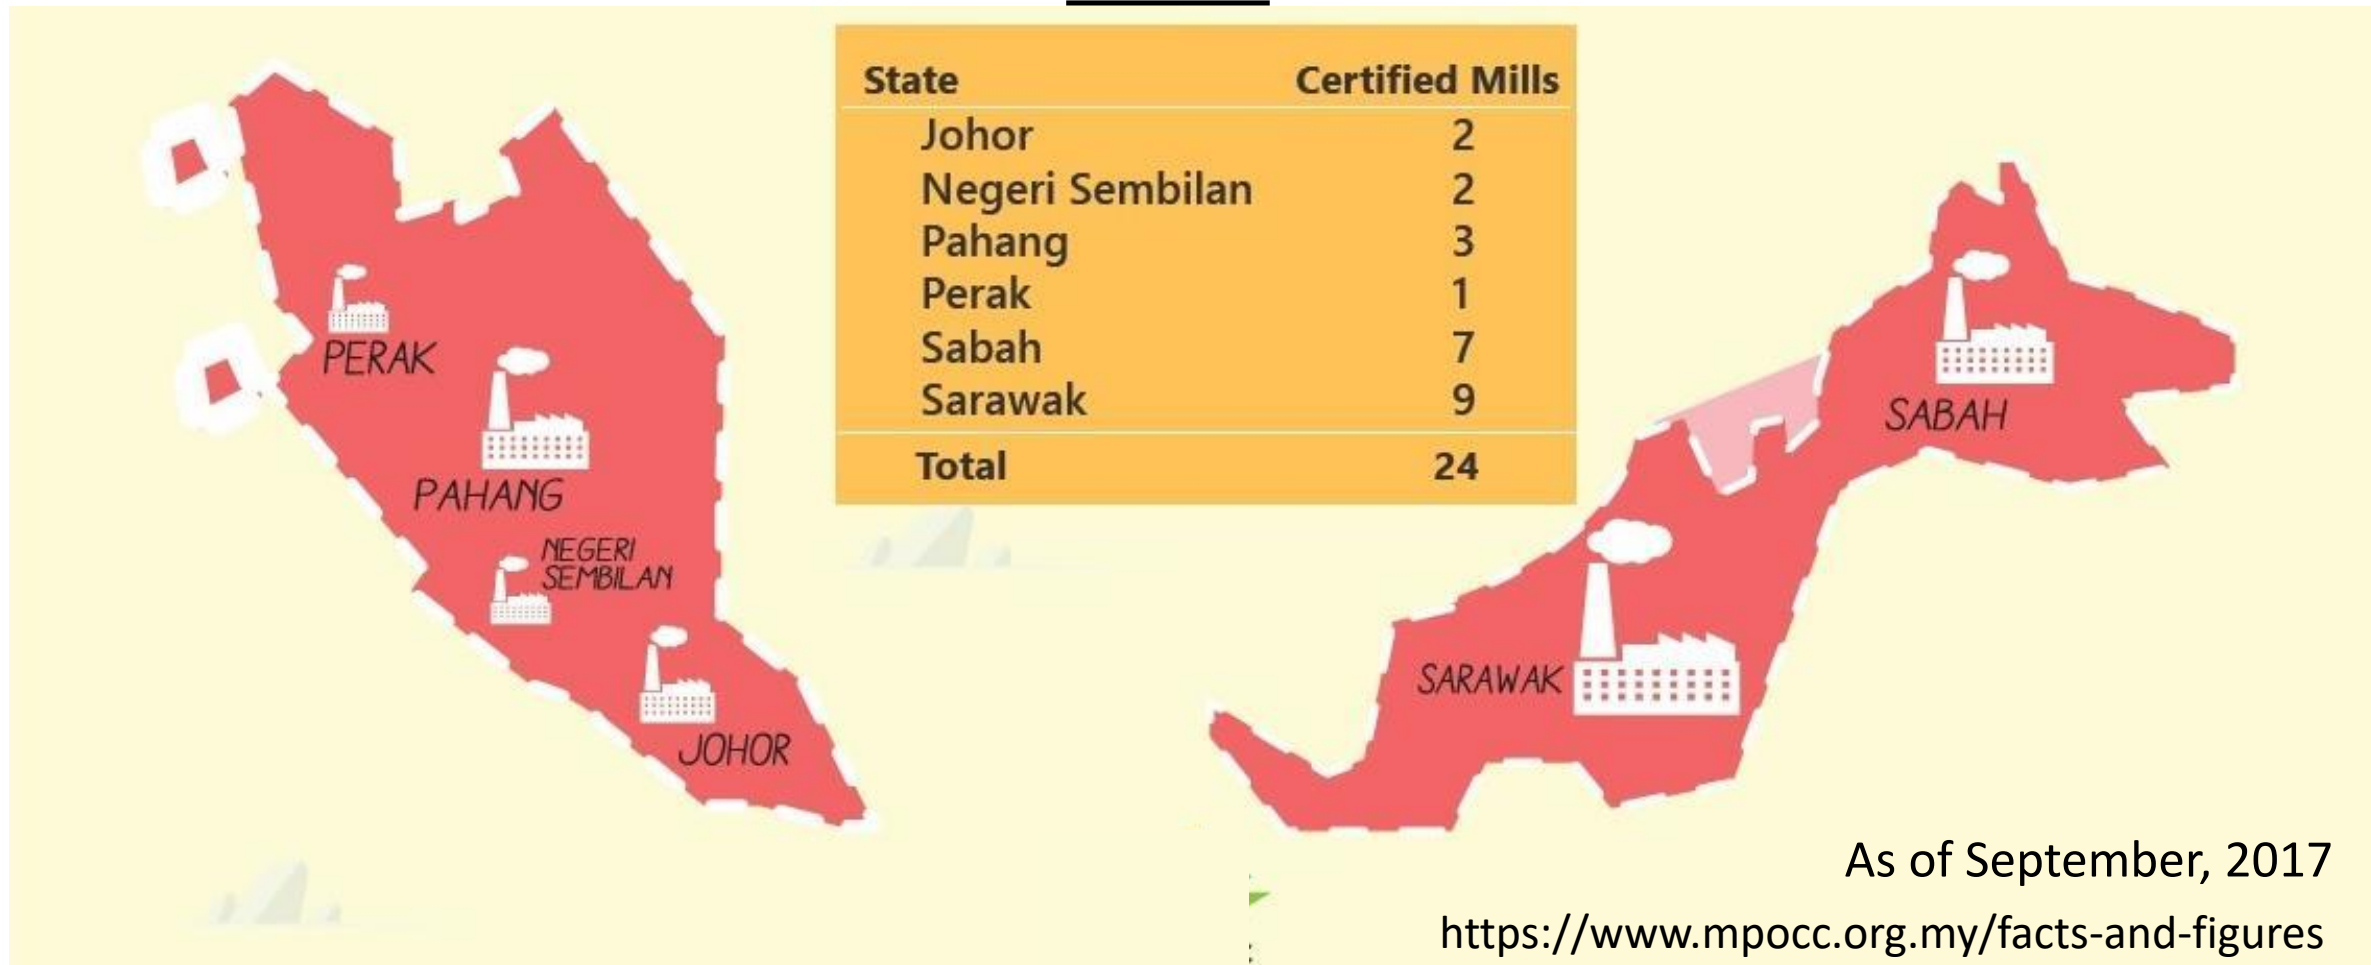 State Certified Mills
Johor 2
Negeri Sembilan 2
Pahang 3
Perak 1
Sabah 7
Sarawak 9
Total 24
PERAK
PAHANG
NEGERI
SEMBILAN
JOHOR
SABAH
SARAWAK
As of September, 2017
https://www.mpocc.org.my/facts-and-figures